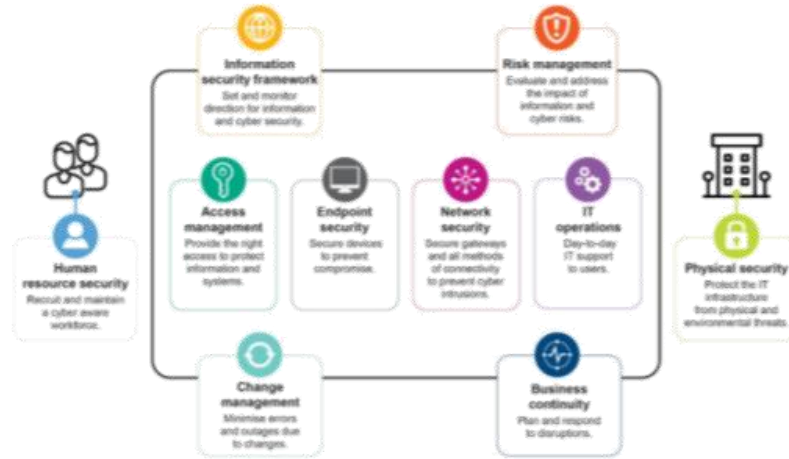 Information
security framework
Set and monitor
direction for information
and cyber security.
Risk management
Evaluate and address
the impact of
information and
cyber risks.
Human
resource security
Recruit and maintain
a cyber aware
workforce.
Access
management
Provide the right
access to protect
information and
systems.
Endpoint
security
Secure devices
to prevent
compromise.
Network
security
Secure gateways
and all methods
of connectivity
to prevent cyber
intrusions.
IT
operations
Day-to-day
IT support
to users.
Physical security
Protect the IT
infrastructure
from physical and
environmental threats.
Change
management
Minimise errors
and outages due
to changes.
Business
continuity
Plan and respond
to disruptions.